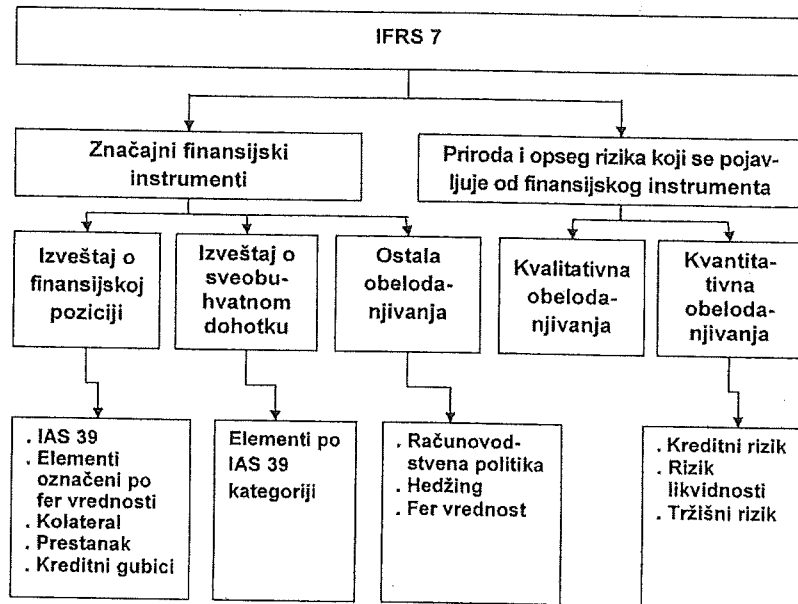 IFRS 7
Značajni finansijski
instrumenti
Priroda i opseg rizika koji se pojav-
ljuje od finansijskog instrumenta
Izveštaj o
finansijskoj
poziciji
Izveštaj o
sveobu-
hvatnom
dohotku
Ostala
obeloda-
njivanja
Kvalitativna
obeloda-
njivanja
Kvantita-
tivna
obeloda-
njivanja
. IAS 39
. Elementi
označeni po
fer vrednosti
. Kolateral
. Prestanak
. Kreditni gubici
Elementi po
IAS 39
kategoriji
. Računovod-
stvena politika
. Hedžing
. Fer vrednost
. Kreditni rizik
. Rizik
likvidnosti
. Tržišni rizik